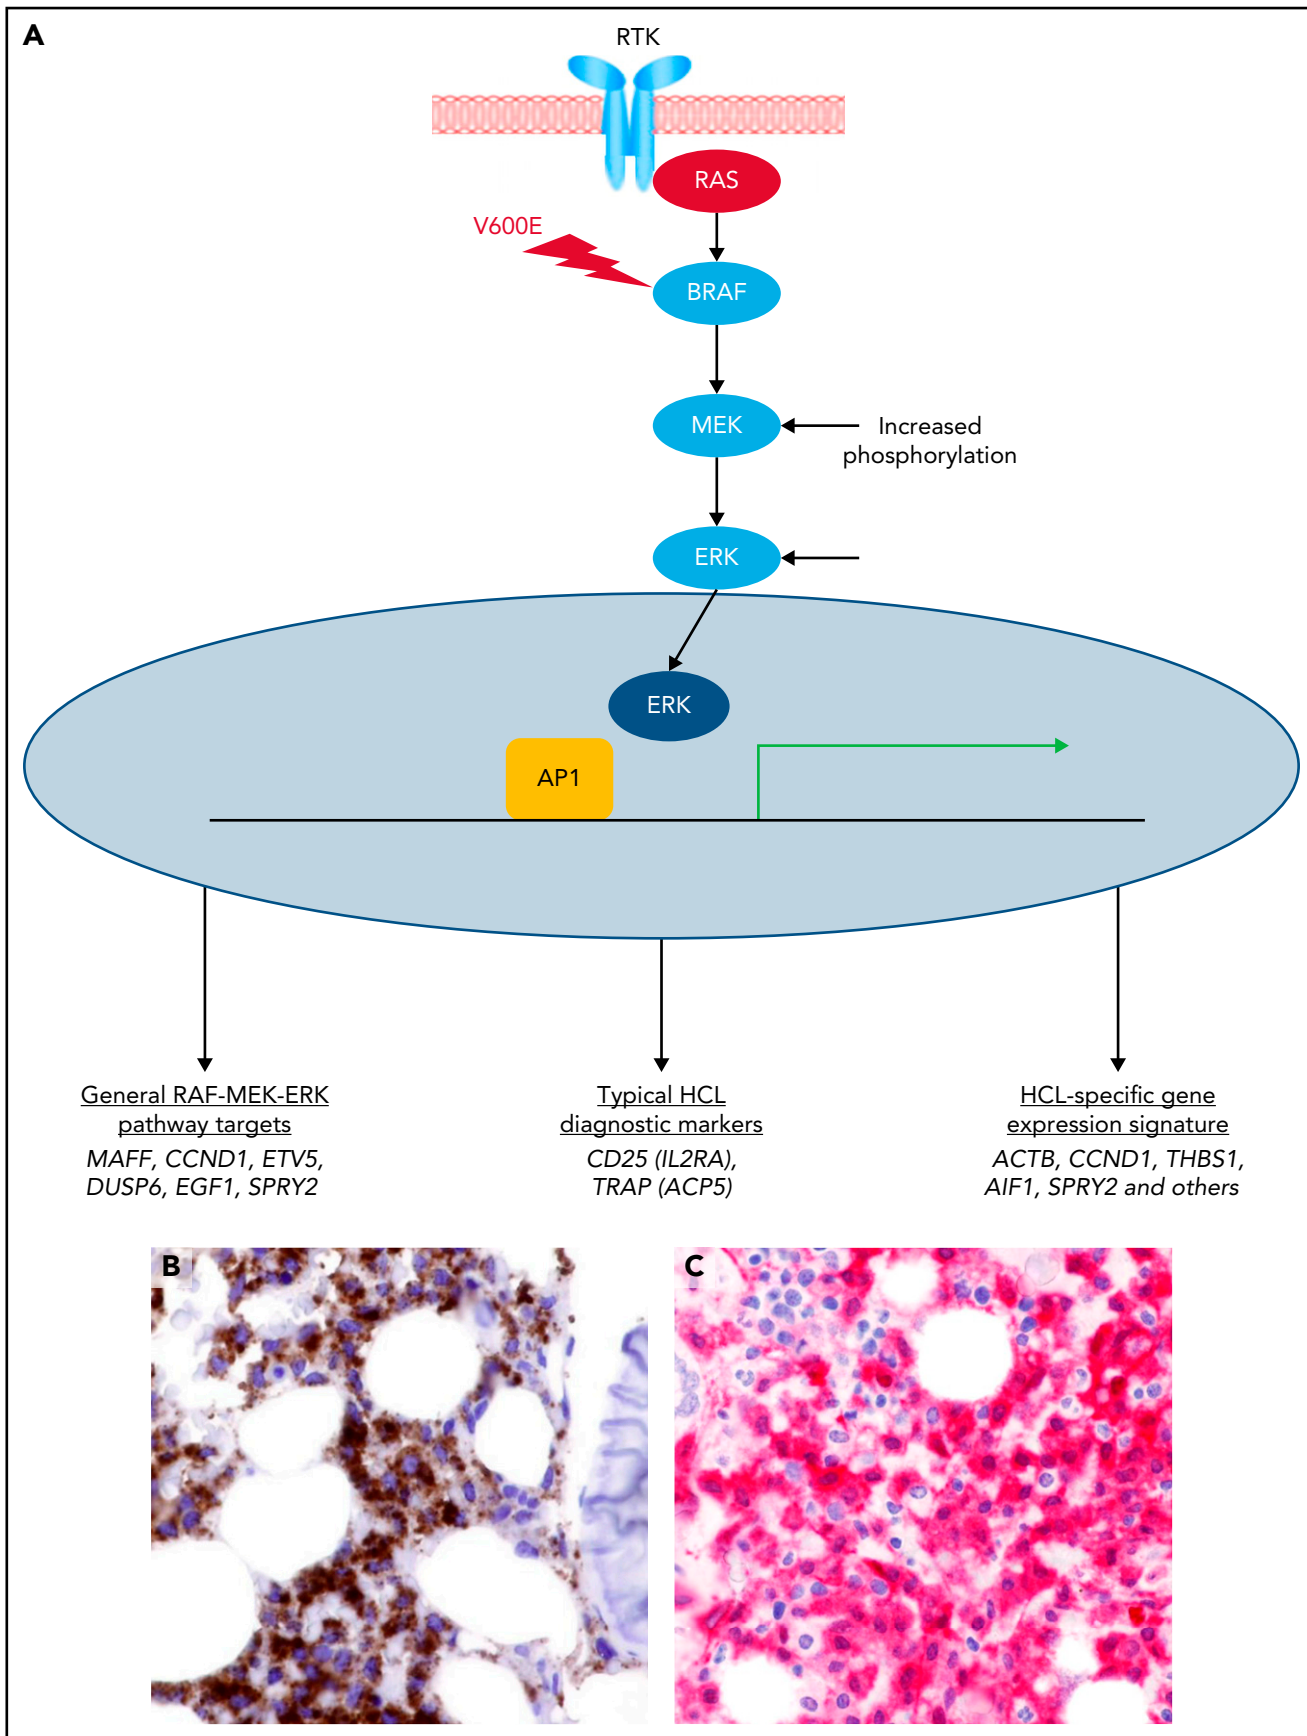 A
RTK
RAS
V600E
BRAF
MEK
Increased
phosphorylation
ERK
ERK
AP1
General RAF-MEK-ERK
pathway targets
MAFF, CCND1, ETV5,
DUSP6, EGF1, SPRY2
Typical HCL
diagnostic markers
CD25 (IL2RA),
TRAP (ACP5)
HCL-specific gene
expression signature
ACTB, CCND1, THBS1,
AIF1, SPRY2 and others
B
C